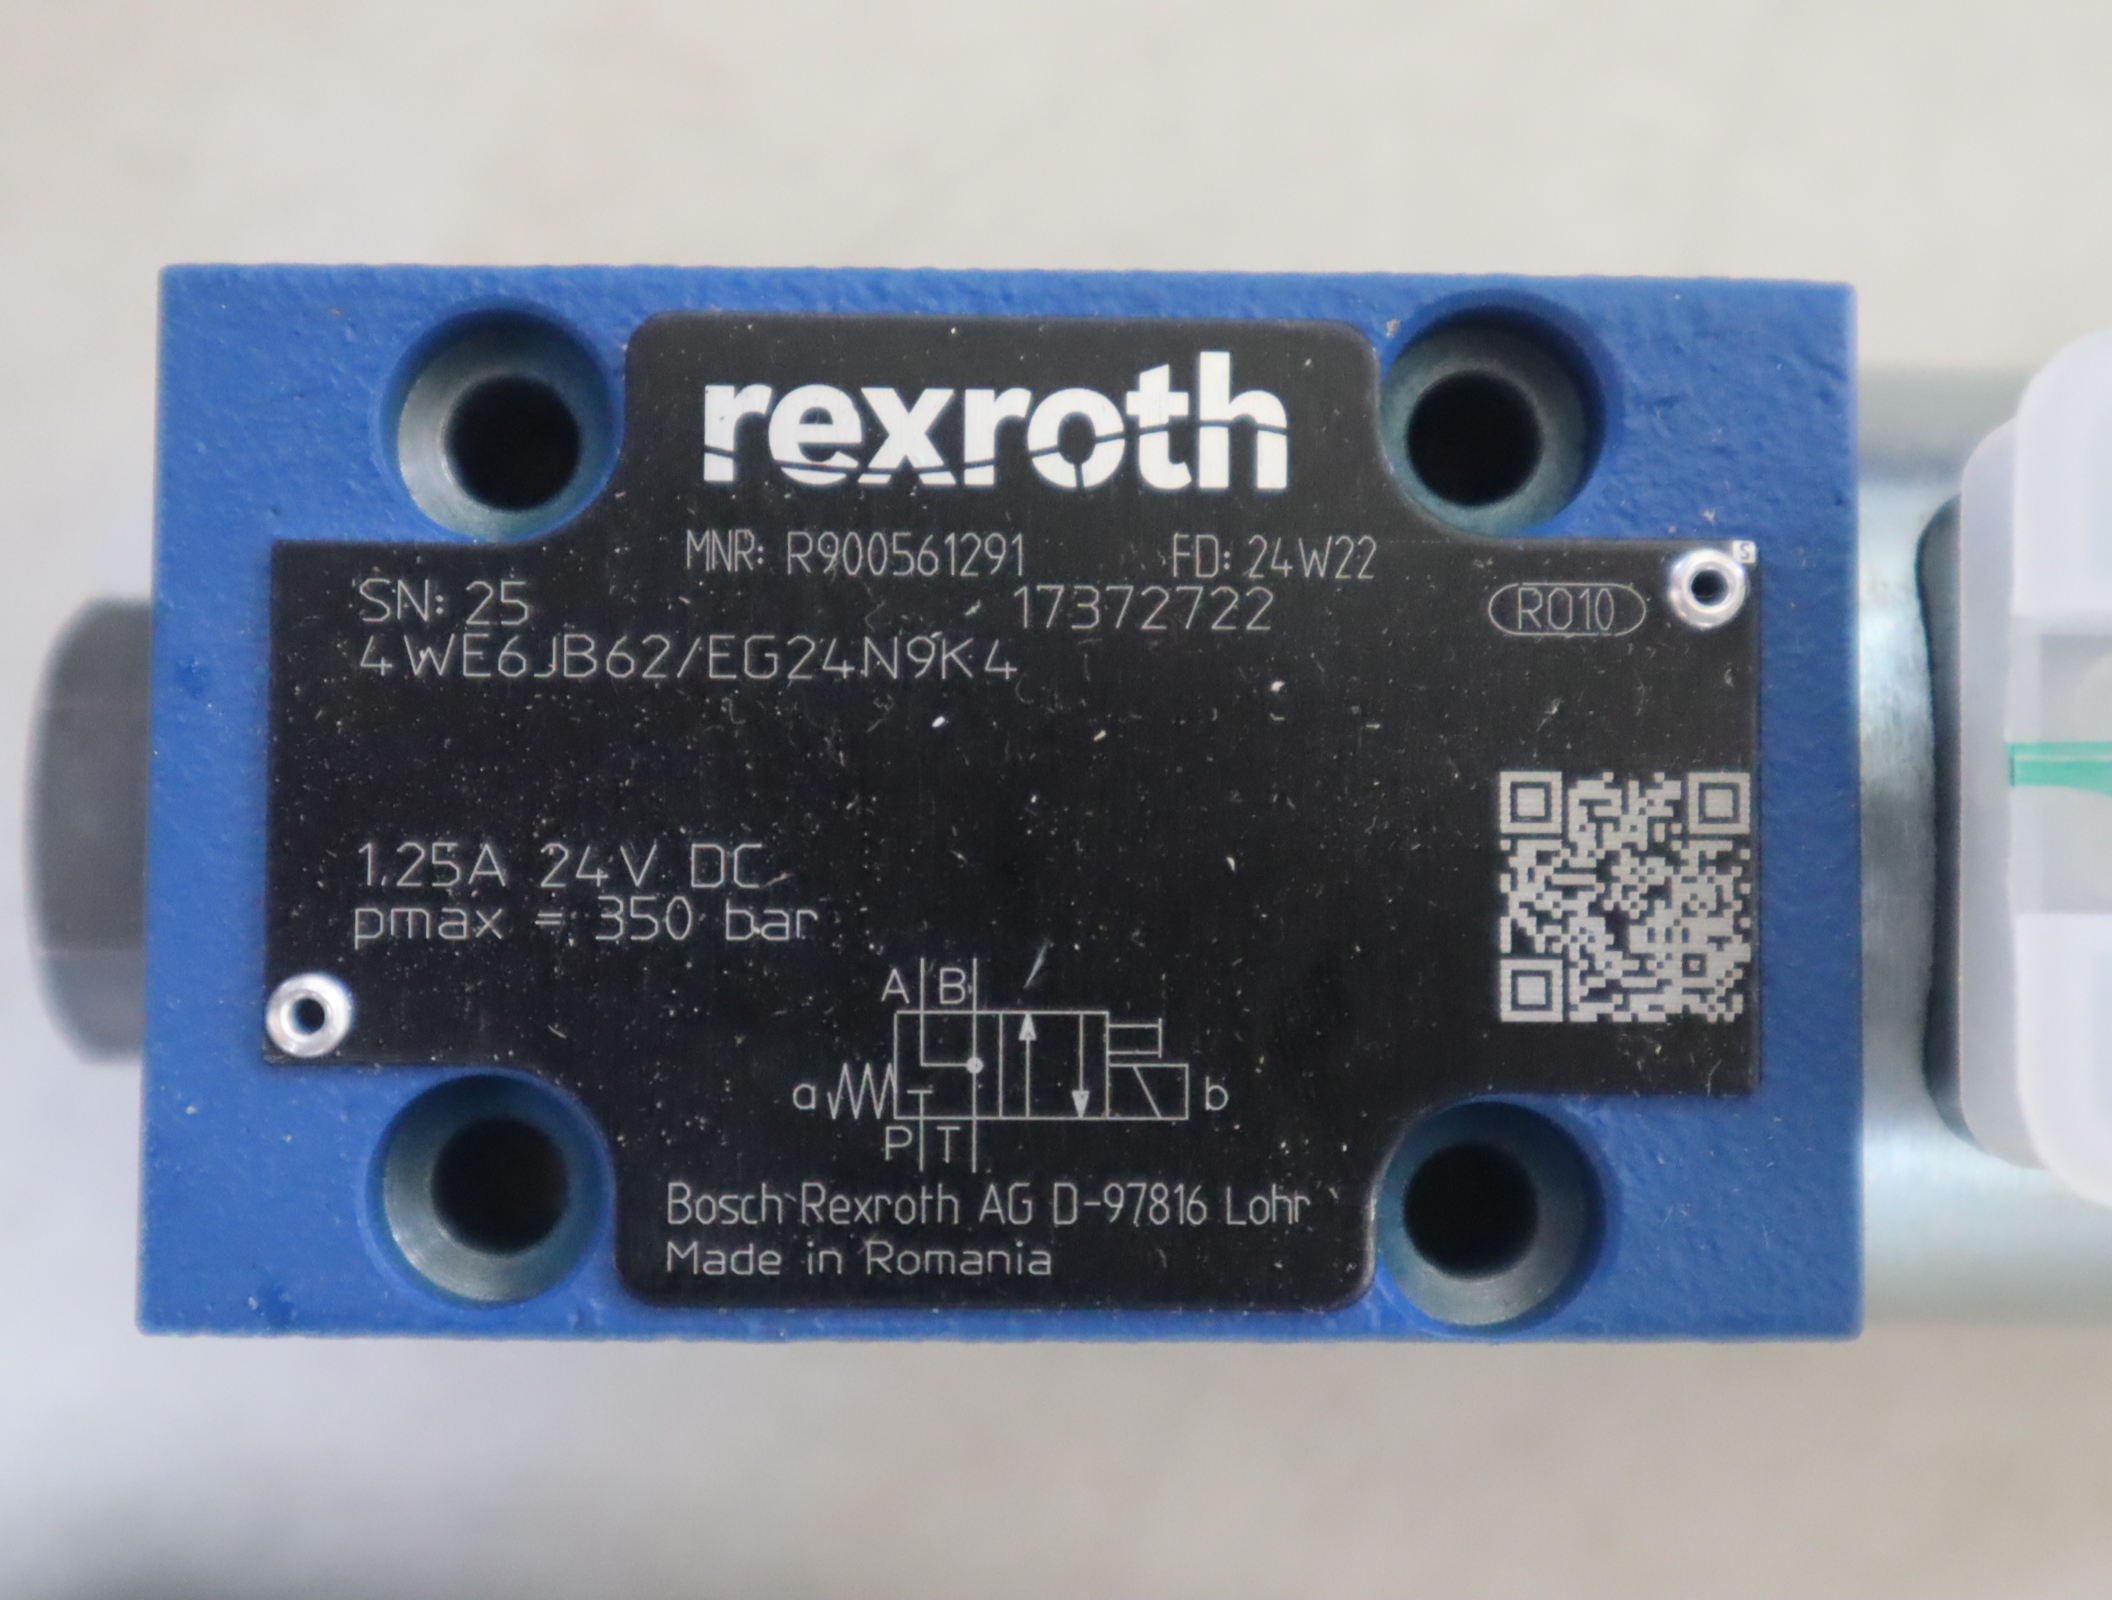 rexroth
MNR: R900561291 FD: 24W22
SN: 25 17372722 RO10
4WE6JB62/EG24N9K4
1,25A 24V DC
pmax = 350 bar
A B
a b
P T
Bosch Rexroth AG D-97816 Lohr
Made in Romania
S